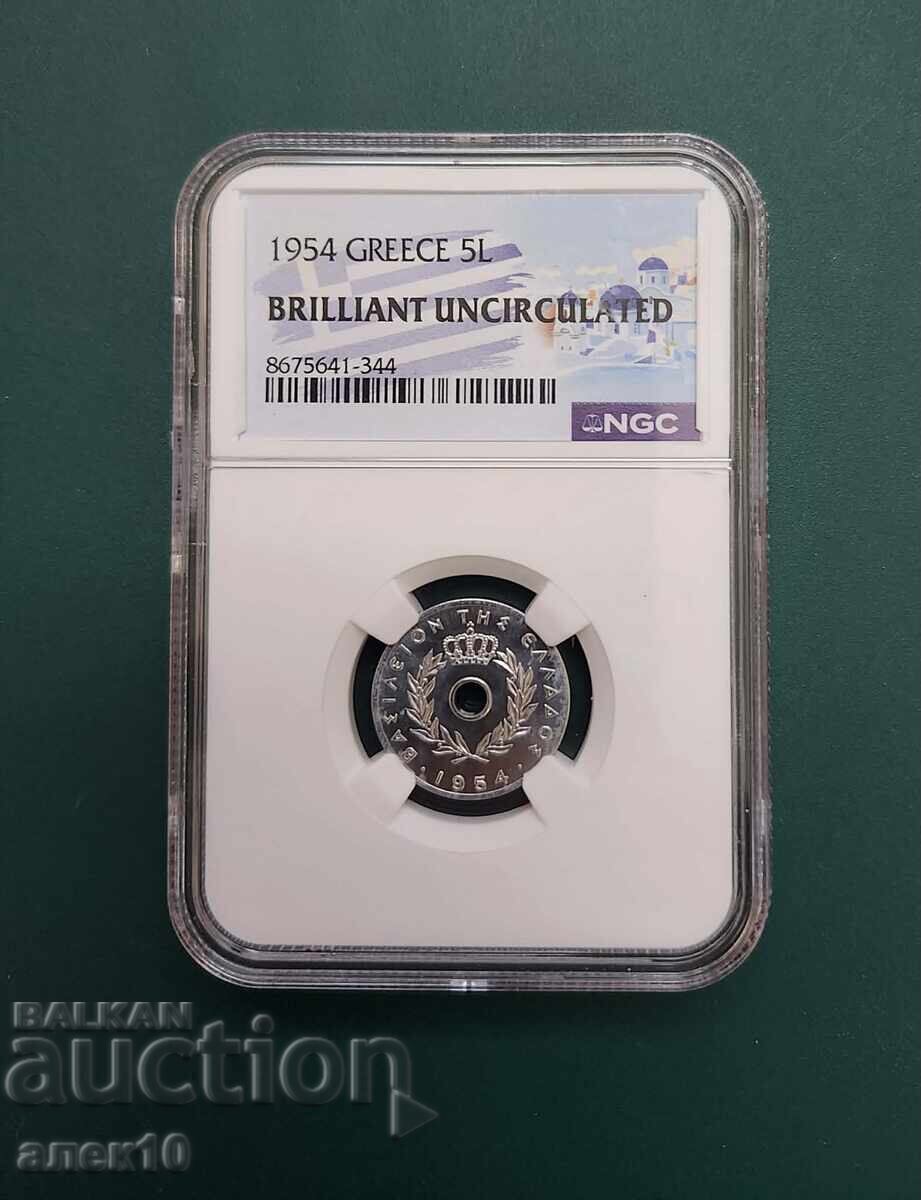 1954 GREECE 5L
BRILLIANT UNCIRCULATED
8675641-344
NGC
ΒΑΣΙΛΕΙΟΝ ΤΗΣ ΕΛΛΑΔΟΣ
· 1954 ·
BALKAN
auction
алек10